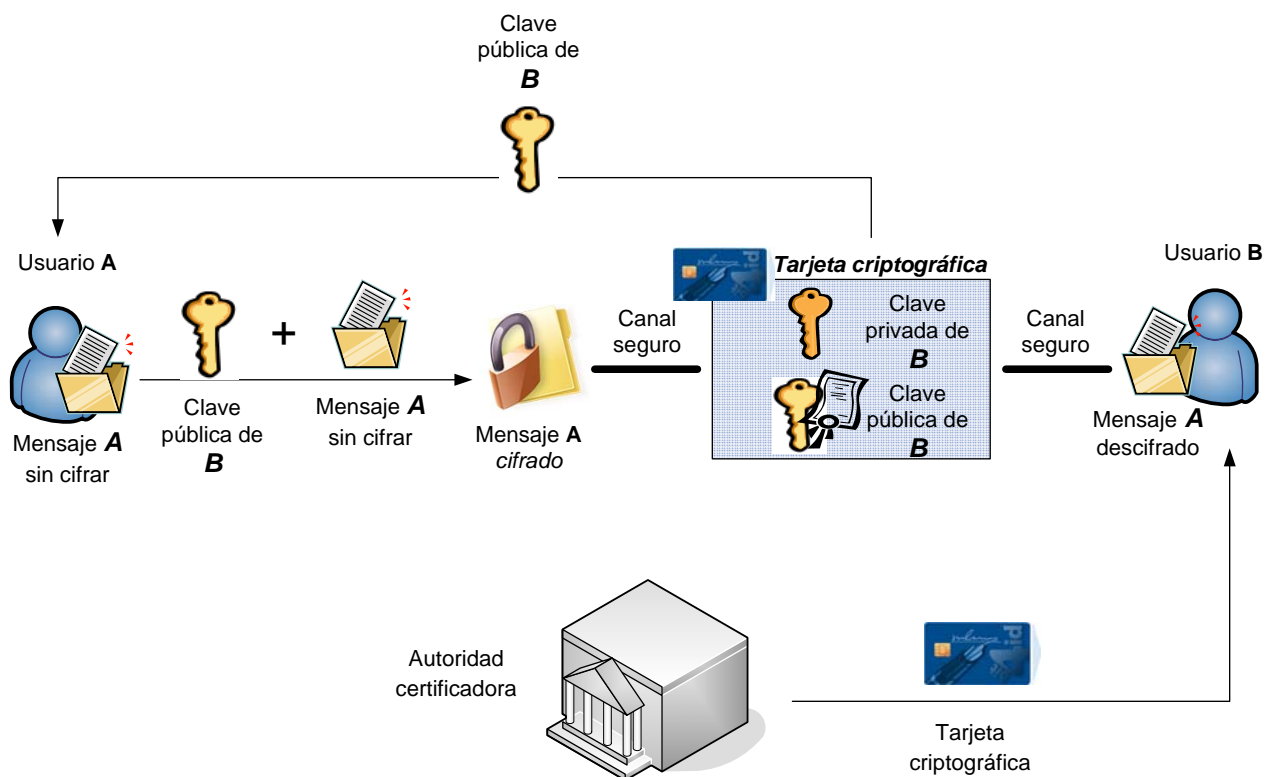 Clave
pública de
B
Usuario A
Tarjeta criptográfica
Usuario B
Clave
privada de
B
Clave
pública de
B
+
Canal
seguro
Canal
seguro
Mensaje A
sin cifrar
Clave
pública de
B
Mensaje A
sin cifrar
Mensaje A
cifrado
Mensaje A
descifrado
Autoridad
certificadora
Tarjeta
criptográfica